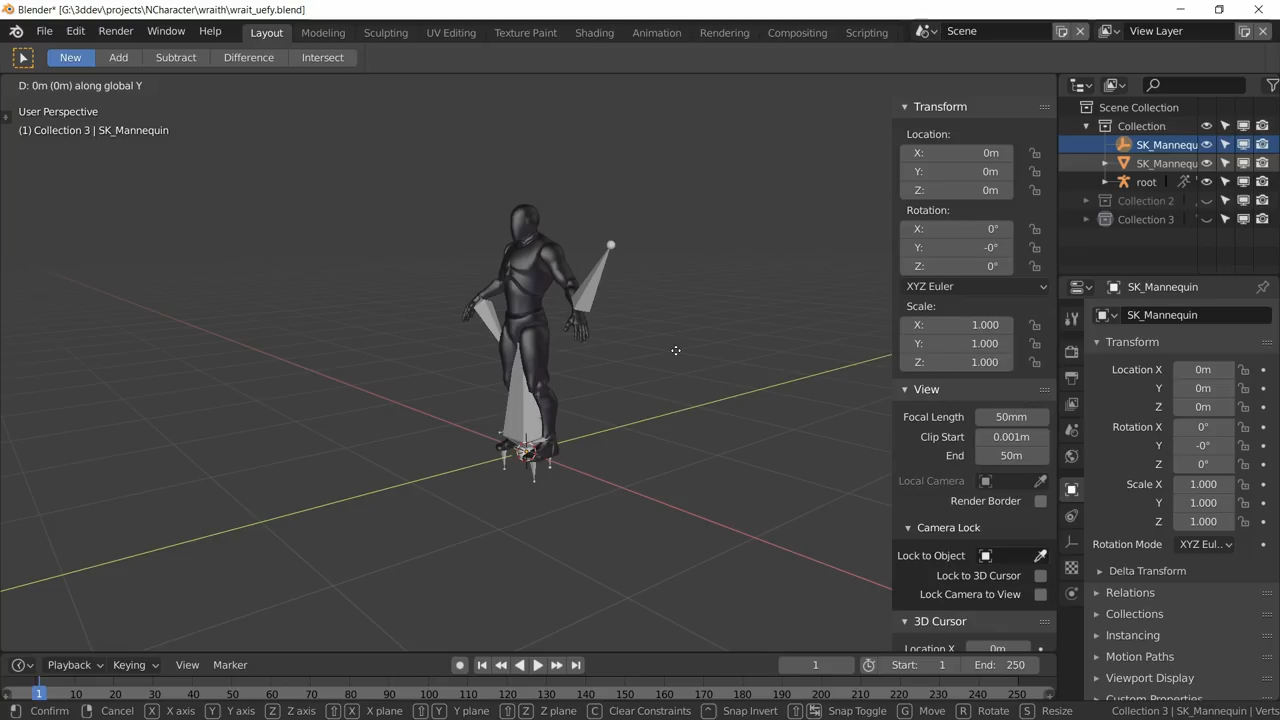 Blender* [G:\3ddev\projects\NCharacter\wraith\wrait_uefy.blend]
File Edit Render Window Help Layout Modeling Sculpting UV Editing Texture Paint Shading Animation Rendering Compositing Scripting Scene View Layer
New Add Subtract Difference Intersect
D: 0m (0m) along global Y
User Perspective
(1) Collection 3 | SK_Mannequin
Transform
Location:
X: 0m
Y: 0m
Z: 0m
Rotation:
X: 0°
Y: -0°
Z: 0°
XYZ Euler
Scale:
X: 1.000
Y: 1.000
Z: 1.000
View
Focal Length 50mm
Clip Start 0.001m
End 50m
Local Camera
Render Border
Camera Lock
Lock to Object
Lock to 3D Cursor
Lock Camera to View
3D Cursor
Location X 0m
Scene Collection
Collection
SK_Mannequ
SK_Mannequ
root
Collection 2
Collection 3
SK_Mannequin
SK_Mannequin
Transform
Location X 0m
Y 0m
Z 0m
Rotation X 0°
Y -0°
Z 0°
Scale X 1.000
Y 1.000
Z 1.000
Rotation Mode XYZ Eul..
Delta Transform
Relations
Collections
Instancing
Motion Paths
Viewport Display
Custom Properties
Playback Keying View Marker 1 Start: 1 End: 250
1 10 20 30 40 50 60 70 80 90 100 110 120 130 140 150 160 170 180 190 200 210 220 230 240 250
Confirm Cancel X X axis Y Y axis Z Z axis X X plane Y Y plane Z Z plane C Clear Constraints Snap Invert Snap Toggle G Move R Rotate S Resize Collection 3 | SK_Mannequin | Verts